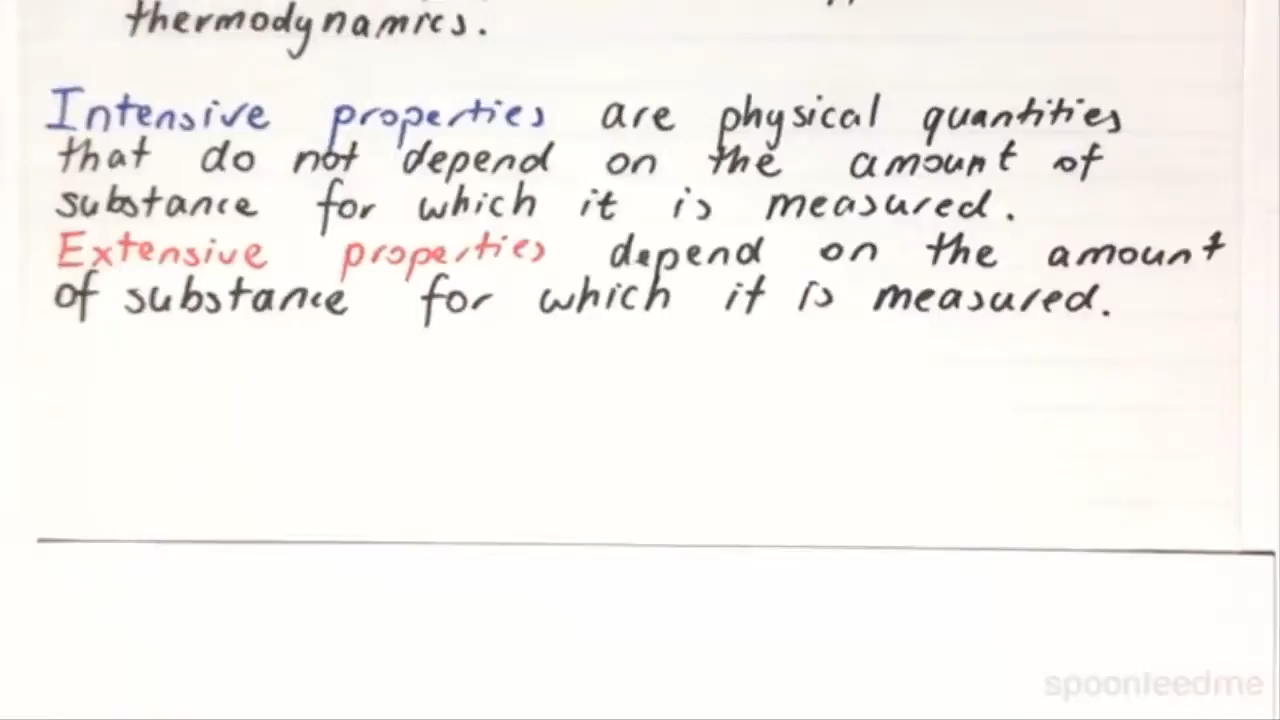 thermodynamics.
Intensive properties are physical quantities
that do not depend on the amount of
substance for which it is measured.
Extensive properties depend on the amount
of substance for which it is measured.
spoonfeedme